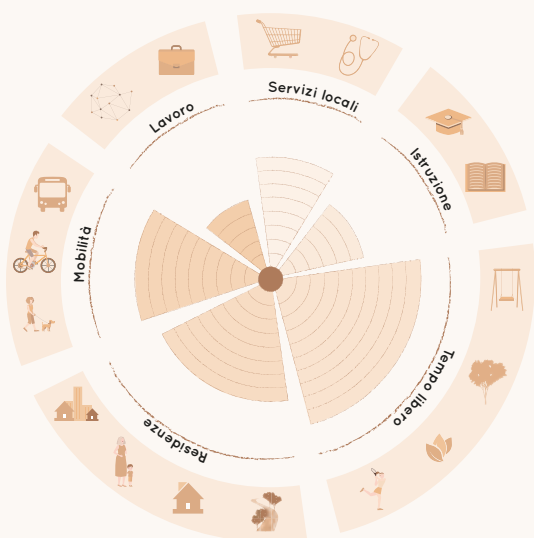 Servizi locali
Istruzione
Tempo libero
Residenze
Mobilità
Lavoro